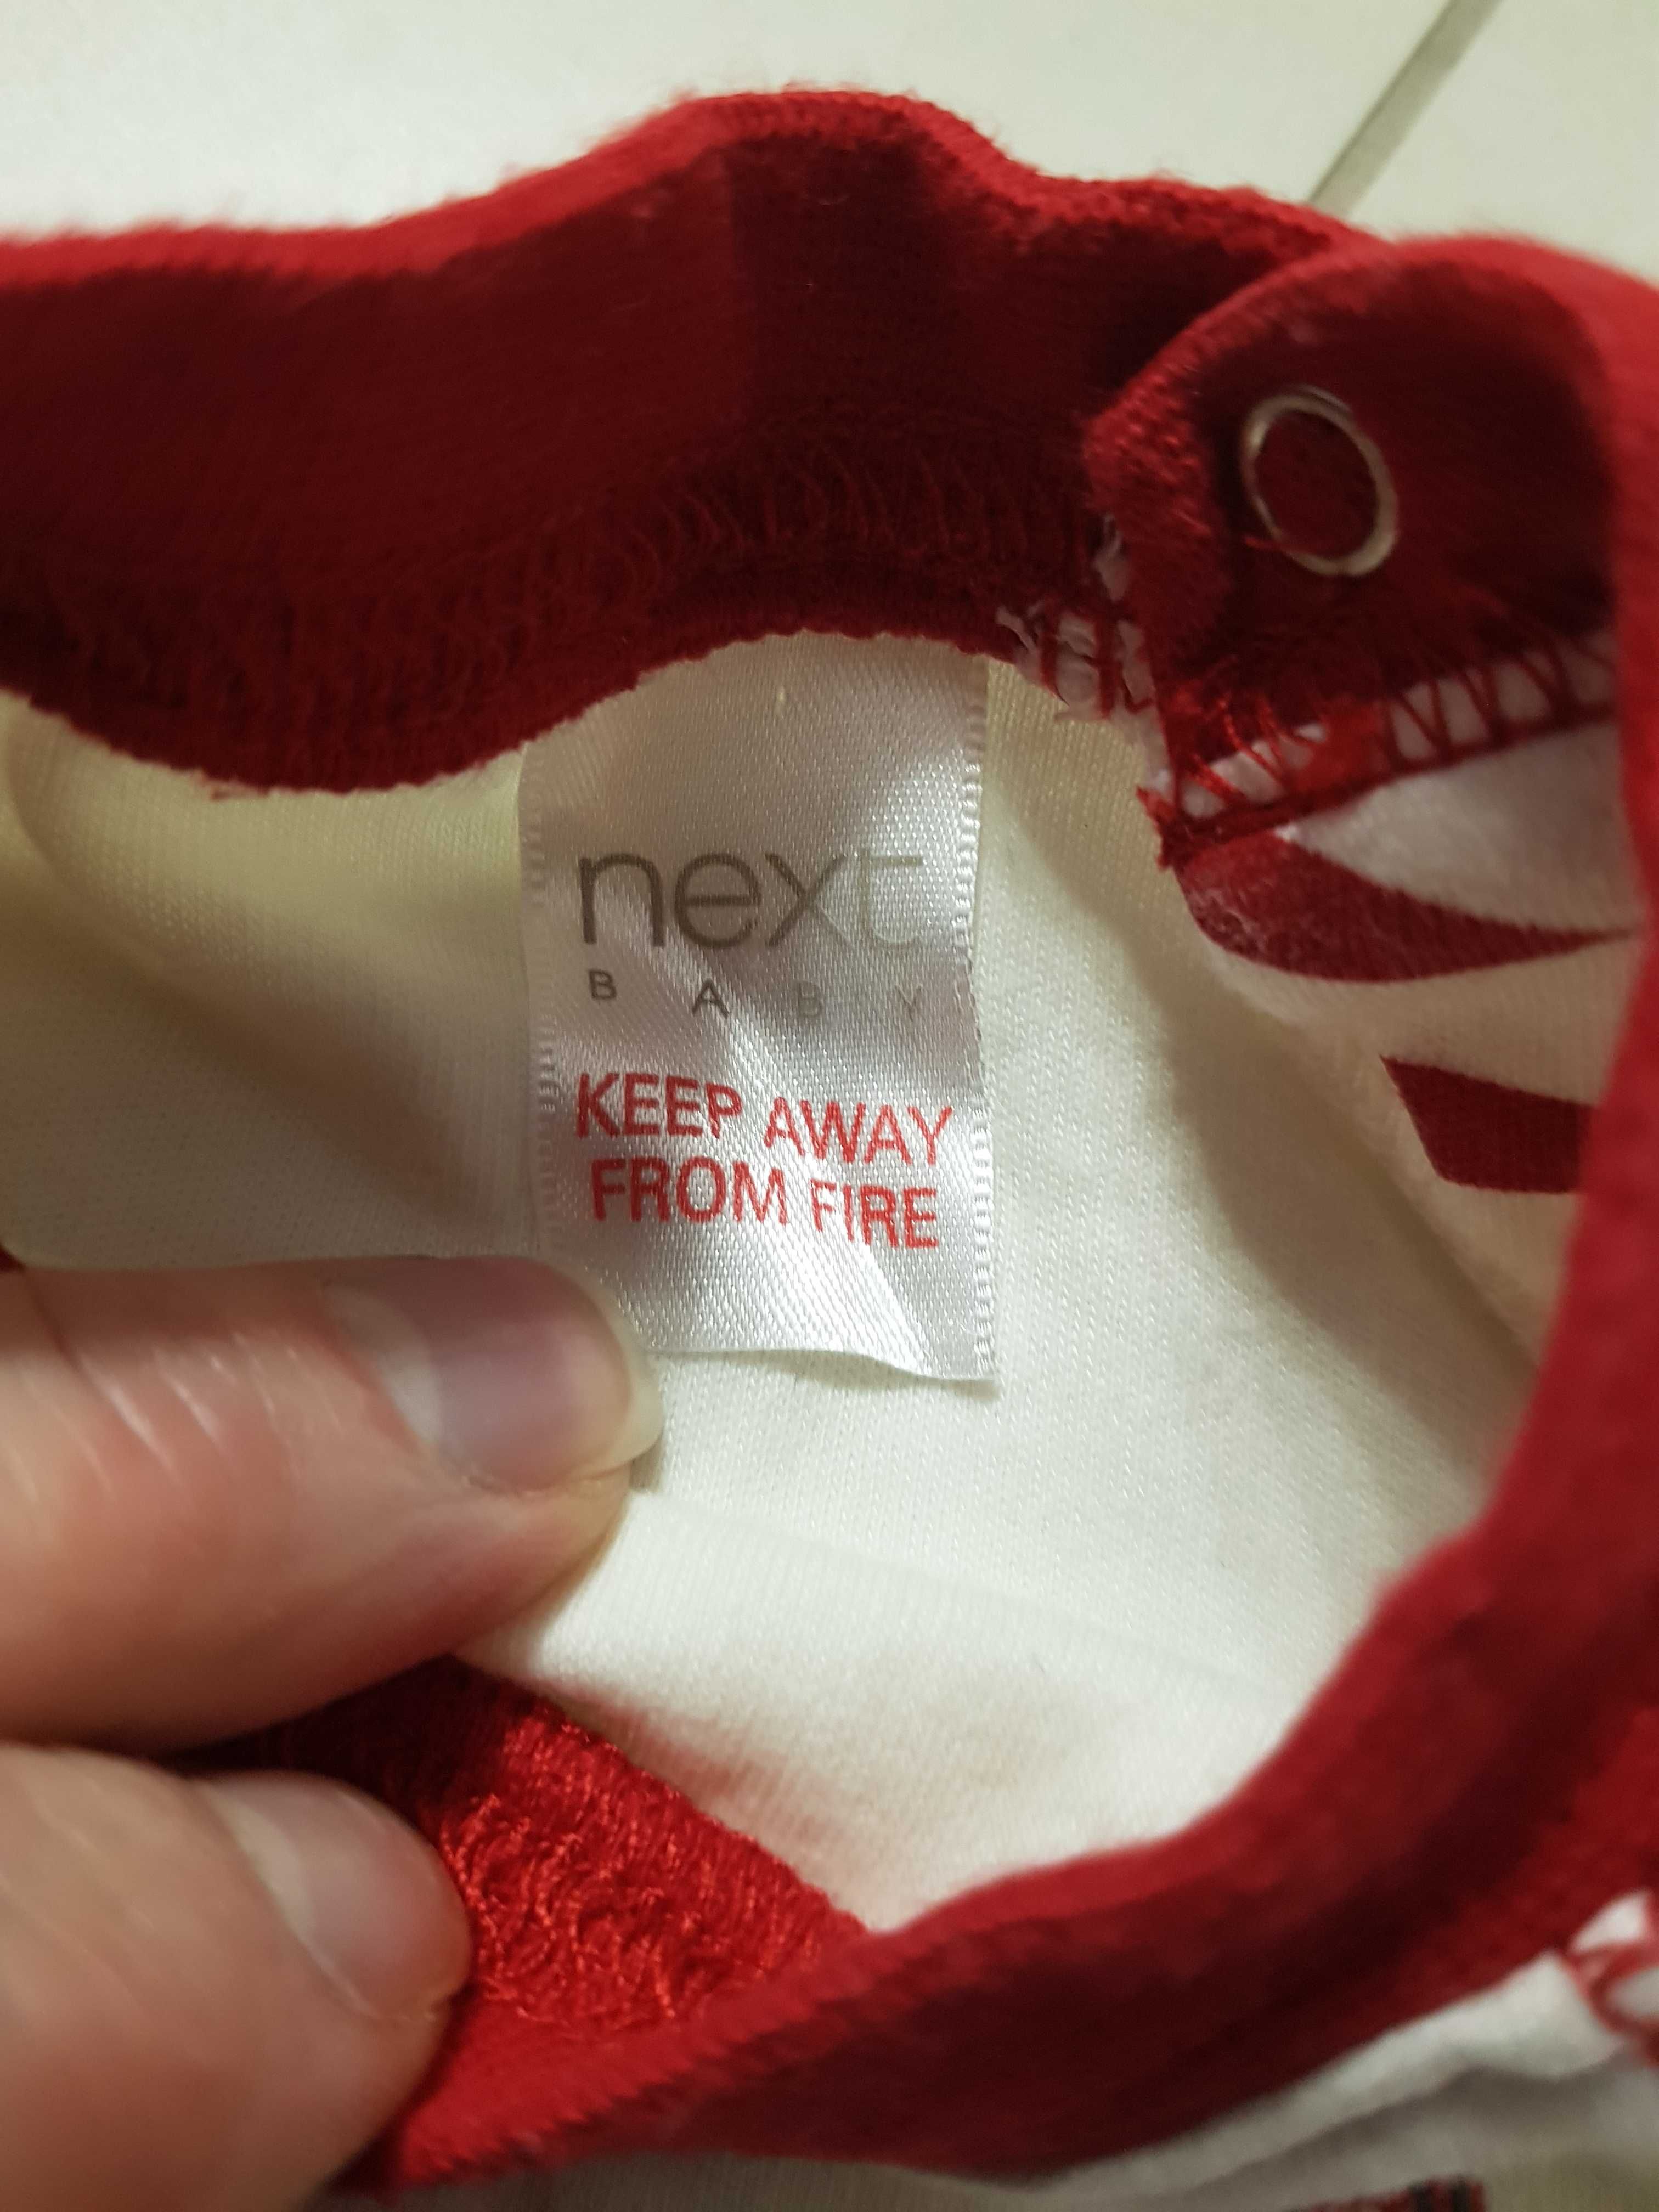 next
BABY
KEEP AWAY
FROM FIRE